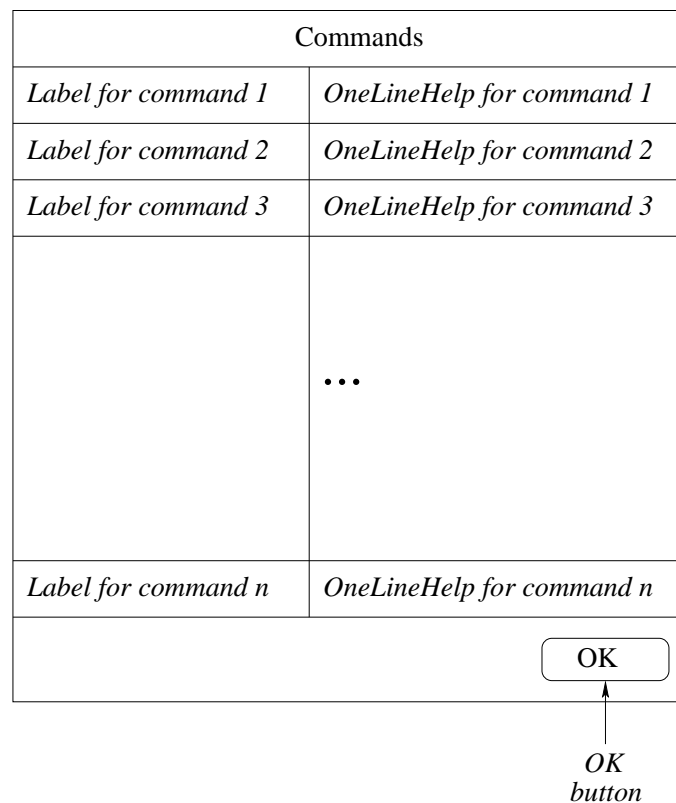 Commands
Label for command 1 OneLineHelp for command 1
Label for command 2 OneLineHelp for command 2
Label for command 3 OneLineHelp for command 3
...
Label for command n OneLineHelp for command n
OK
OK
button